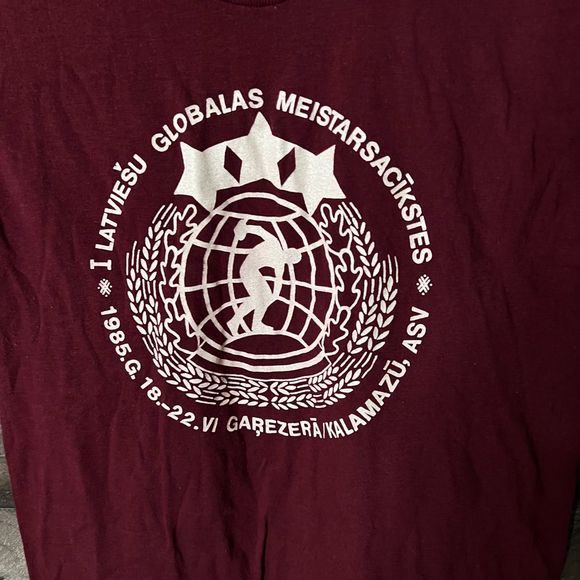 I LATVIEŠU GLOBALAS MEISTARSACĪKSTES
1985.G. 18.-22.VI GAŖEZERĀ/KALAMAZŪ, ASV